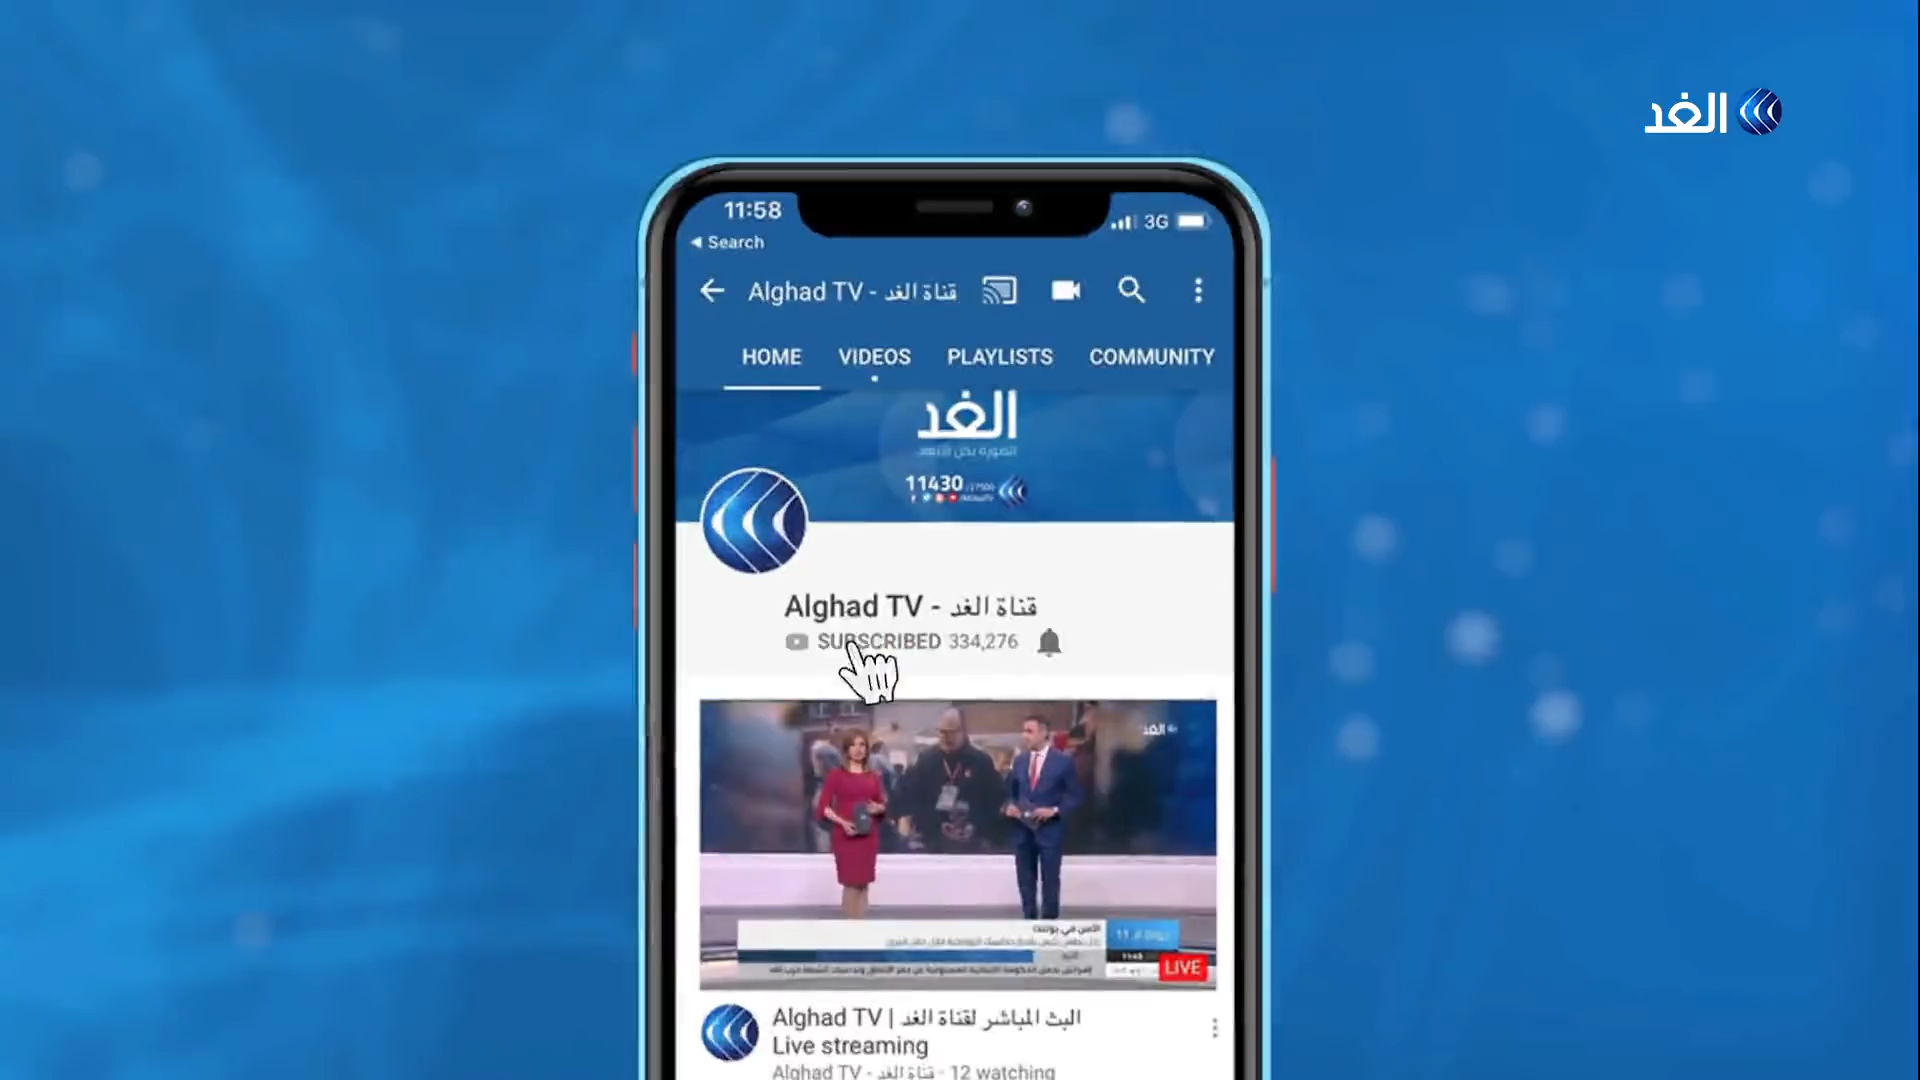 الغد
11:58
3G
Search
Alghad TV - قناة الغد
HOME VIDEOS PLAYLISTS COMMUNITY
الغد
11430
Alghad TV - قناة الغد
SUBSCRIBED 334,276
الغد
LIVE
Alghad TV | البث المباشر لقناة الغد
Live streaming
Alghad TV - قناة الغد · 12 watching